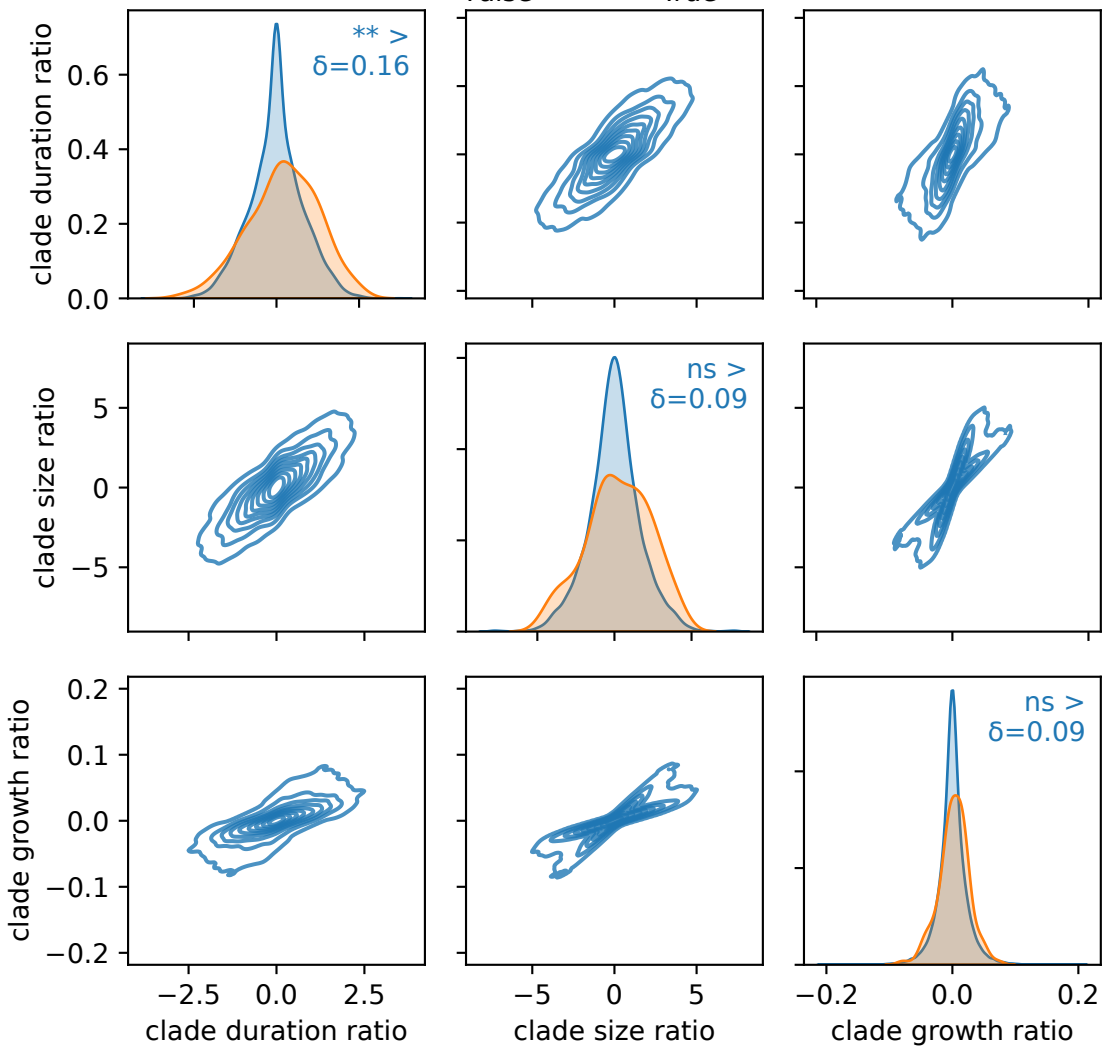 clade duration ratio
0.6
0.4
0.2
0.0
** >
δ=0.16
clade size ratio
5
0
−5
ns >
δ=0.09
clade growth ratio
0.2
0.1
0.0
−0.1
−0.2
ns >
δ=0.09
−2.5 0.0 2.5
−5 0 5
−0.2 0.0 0.2
clade duration ratio
clade size ratio
clade growth ratio